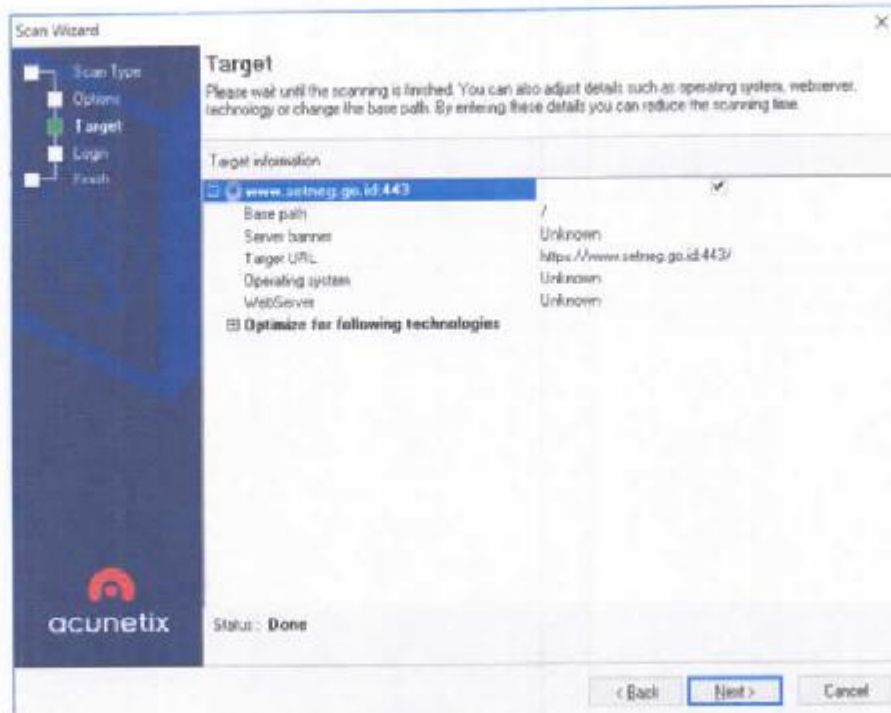 Scan Wizard
Scan Type
Options
Target
Login
Finish
Target
Please wait until the scanning is finished. You can also adjust details such as operating system, webserver,
technology or change the base path. By entering these details you can reduce the scanning time.
Target information
www.setneg.go.id:443
Base path /
Server banner Unknown
Target URL https://www.setneg.go.id:443/
Operating system Unknown
WebServer Unknown
Optimize for following technologies
acunetix
Status: Done
< Back Next > Cancel